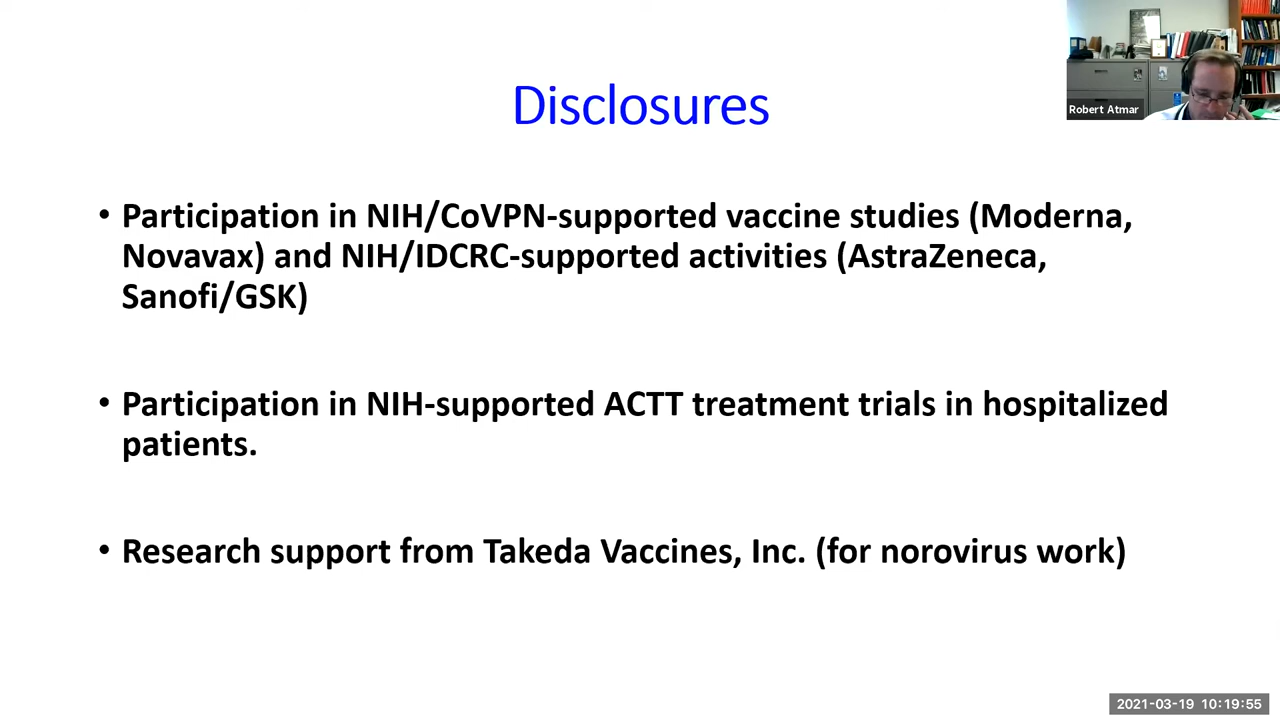 Disclosures
Robert Atmar
• Participation in NIH/CoVPN-supported vaccine studies (Moderna,
Novavax) and NIH/IDCRC-supported activities (AstraZeneca,
Sanofi/GSK)
• Participation in NIH-supported ACTT treatment trials in hospitalized
patients.
• Research support from Takeda Vaccines, Inc. (for norovirus work)
2021-03-19 10:19:55